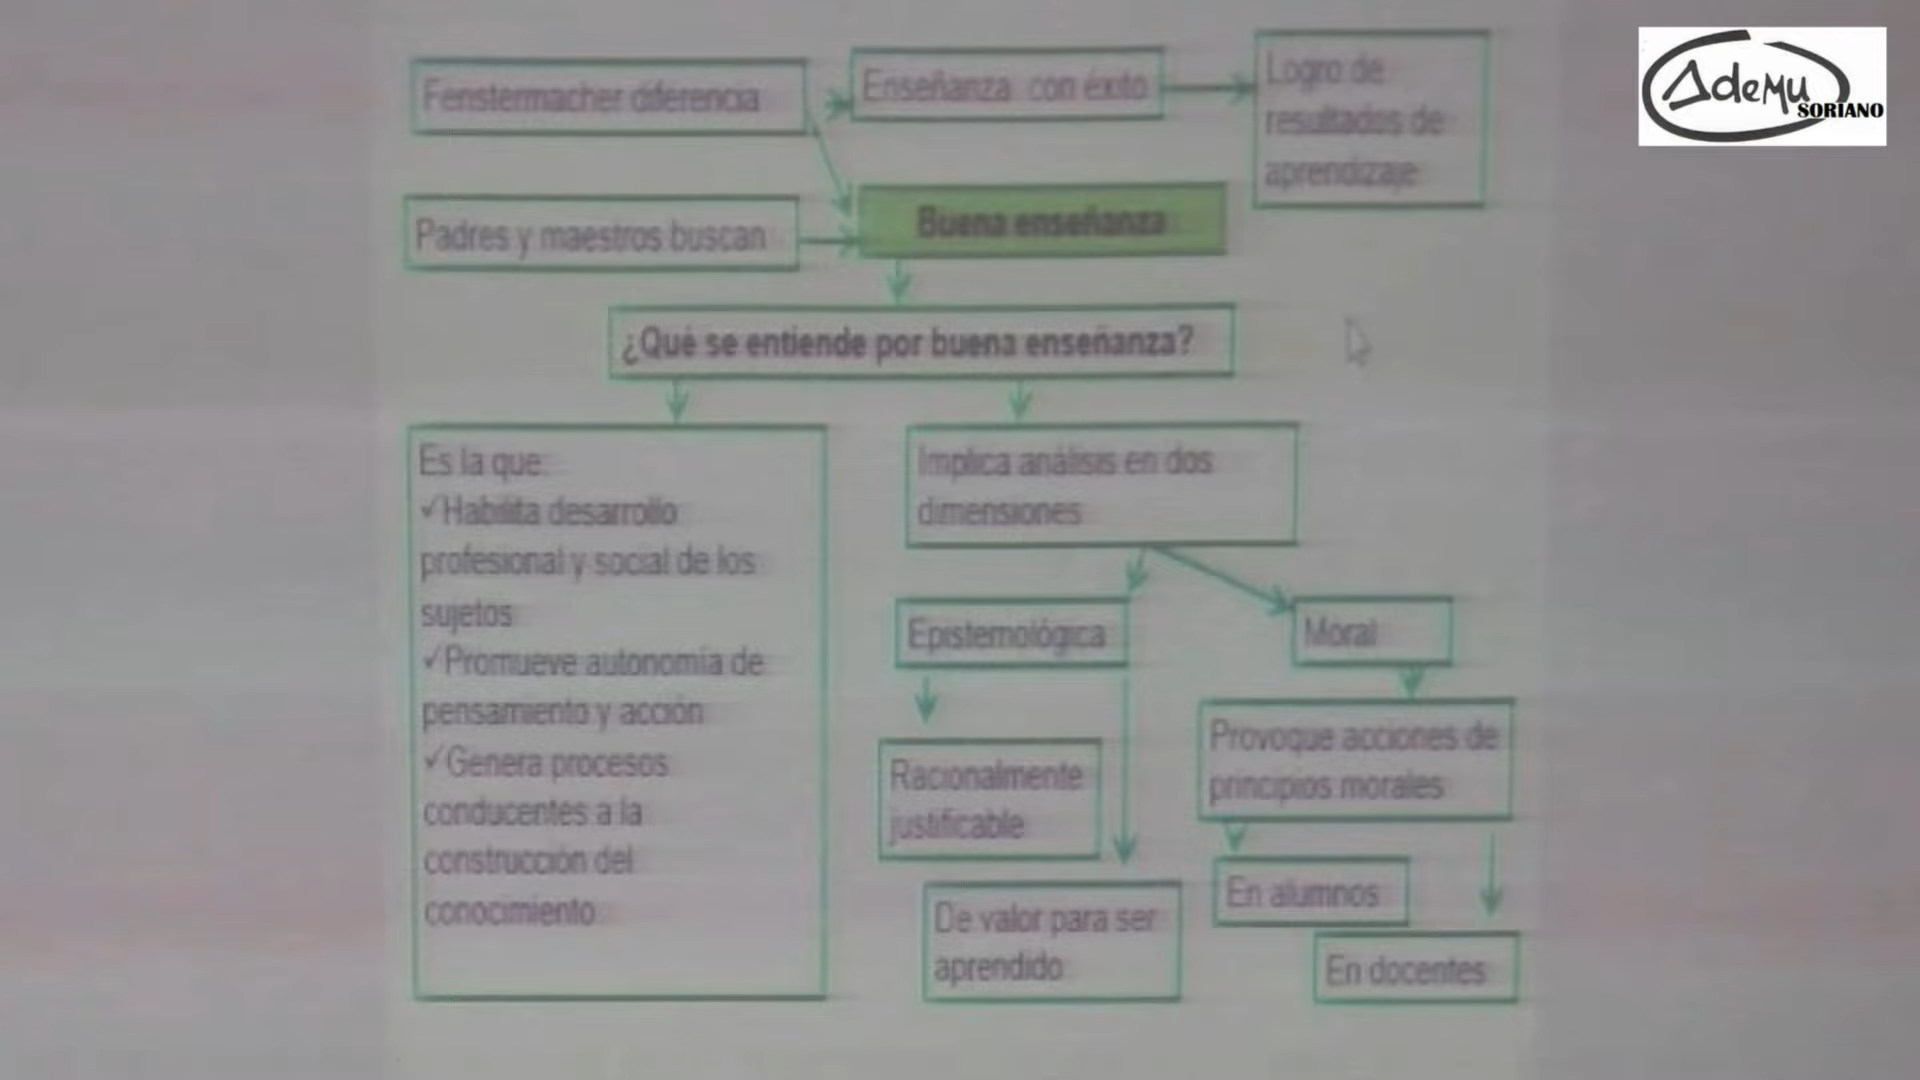 Fenstermacher diferencia
Enseñanza con éxito
Logro de
resultados de
aprendizaje
AdeMU
SORIANO
Padres y maestros buscan
Buena enseñanza
¿Qué se entiende por buena enseñanza?
Es la que:
✓Habilita desarrollo
profesional y social de los
sujetos
✓Promueve autonomía de
pensamiento y acción
✓Genera procesos
conducentes a la
construcción del
conocimiento
Implica análisis en dos
dimensiones
Epistemológica
Moral
Racionalmente
justificable
De valor para ser
aprendido
Provoque acciones de
principios morales
En alumnos
En docentes